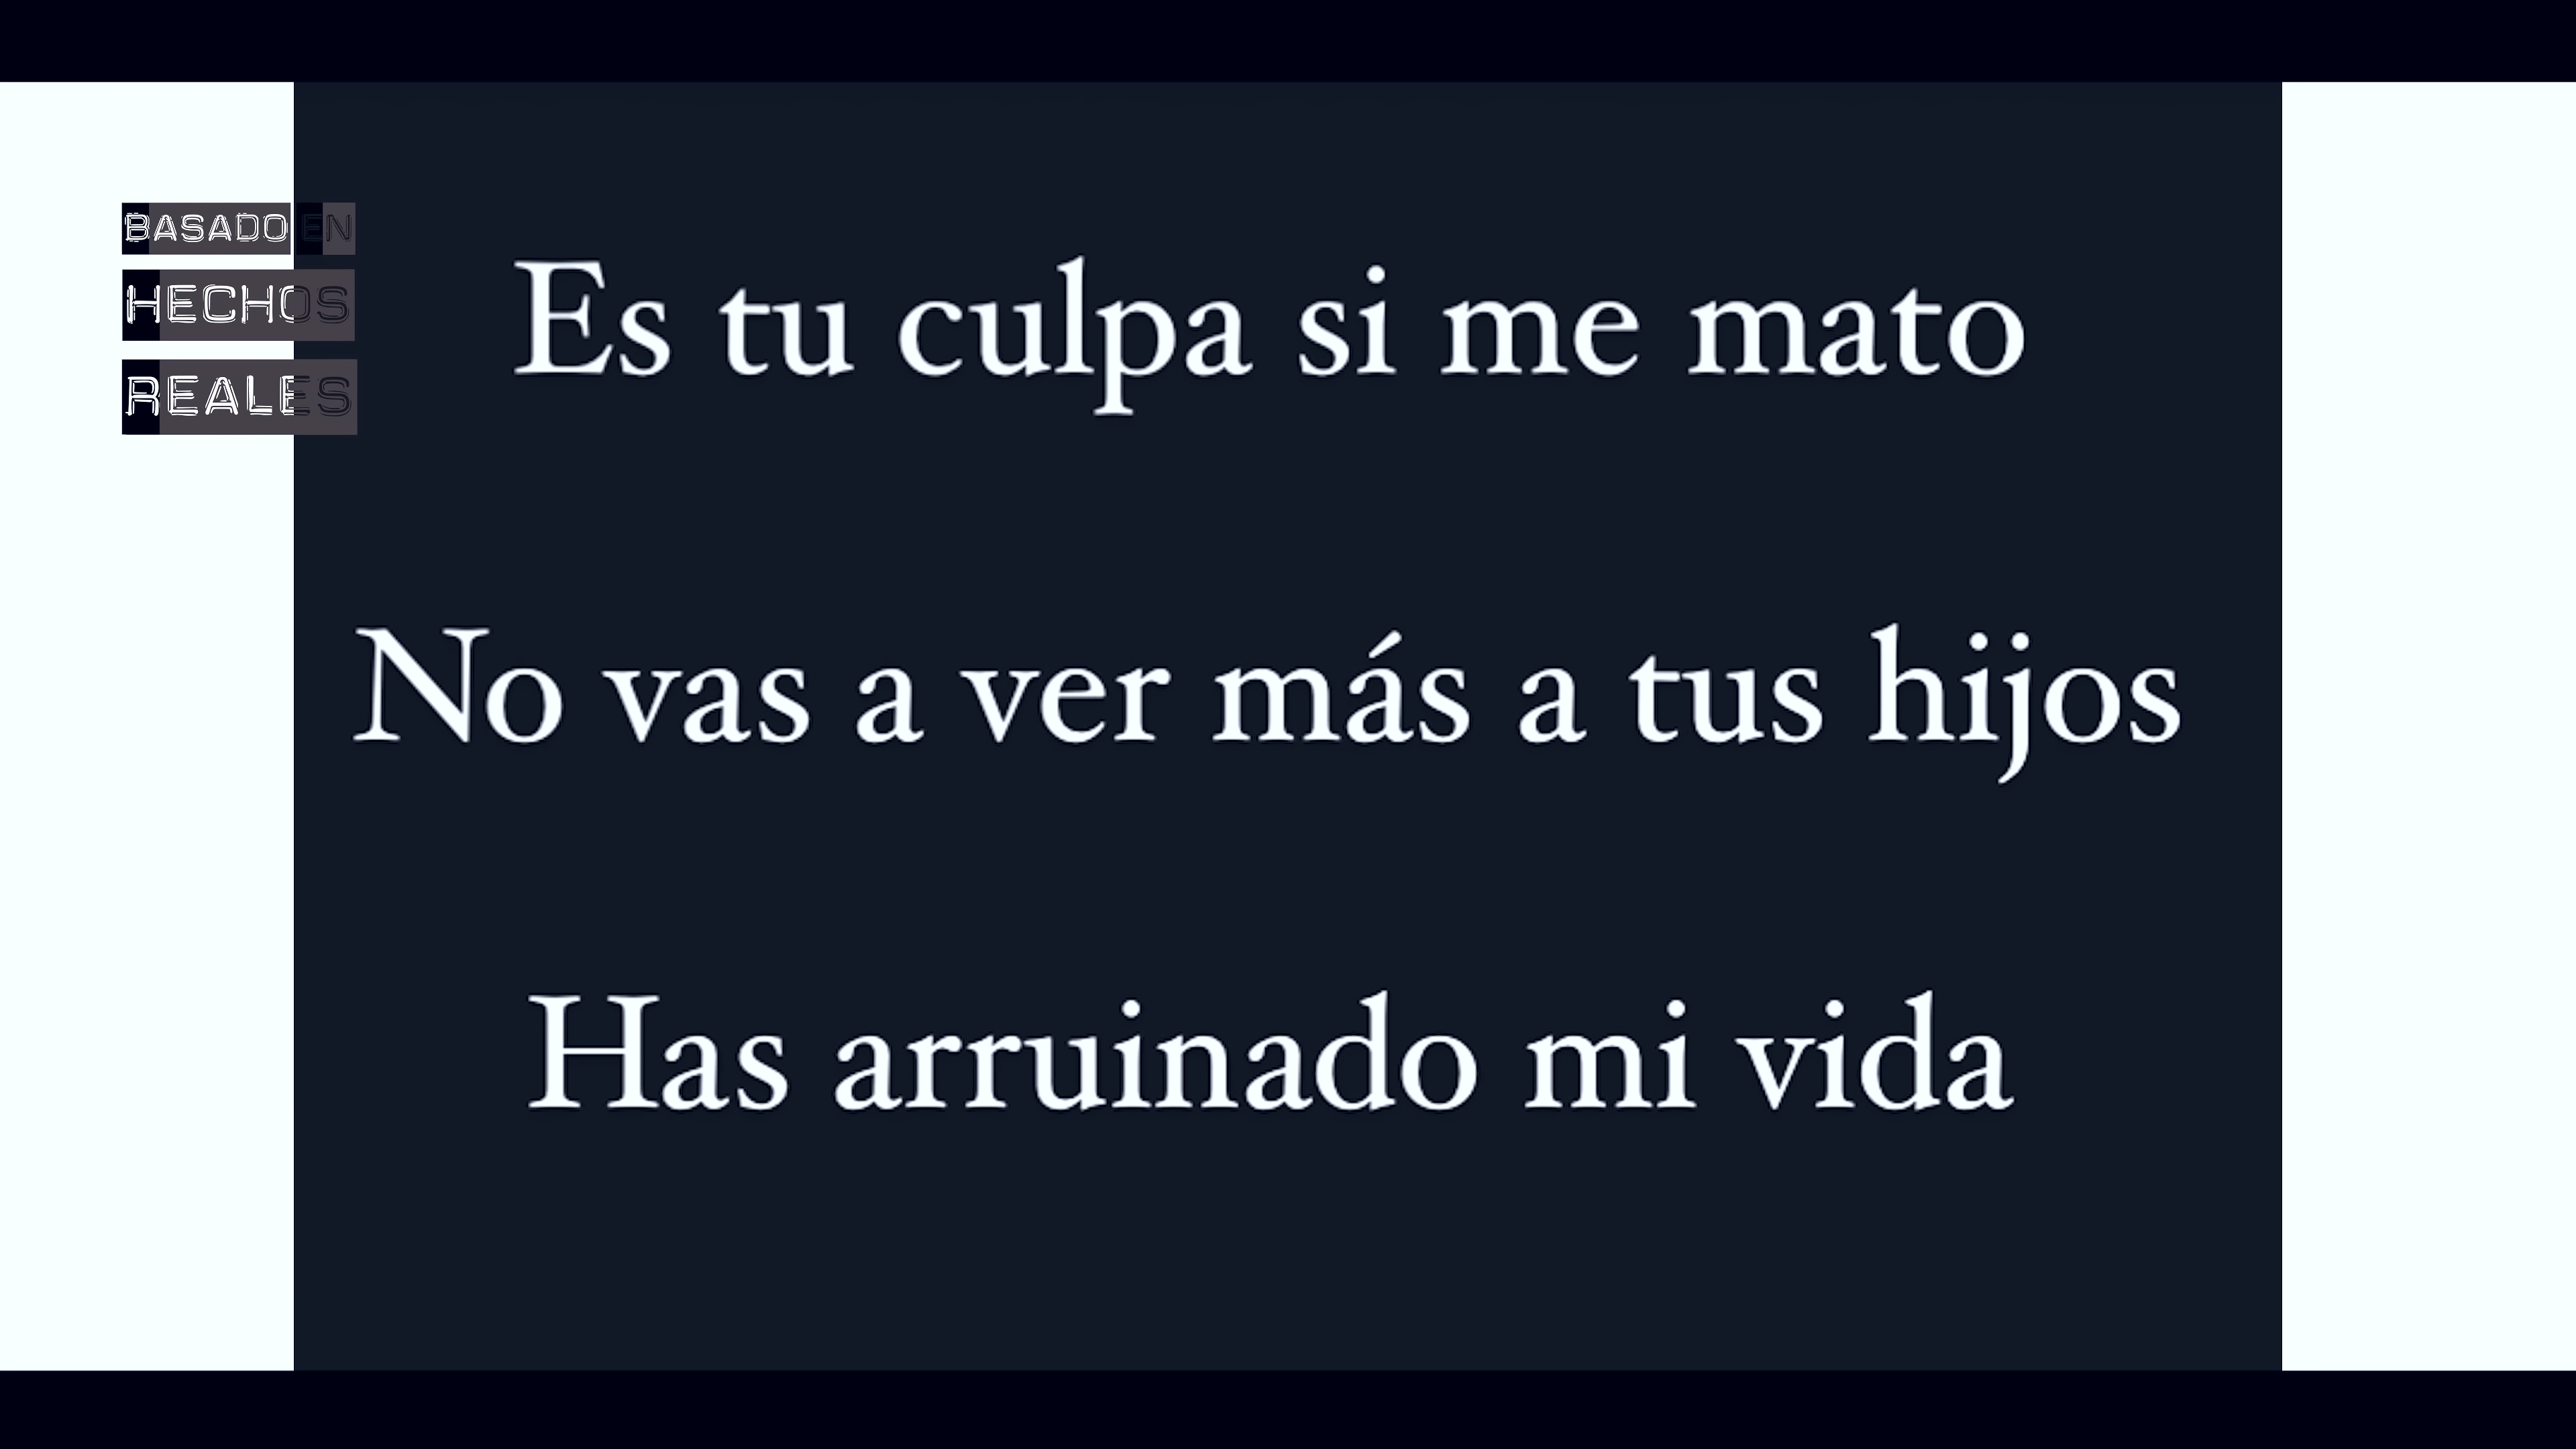 BASADO EN
HECHOS
REALES
Es tu culpa si me mato
No vas a ver más a tus hijos
Has arruinado mi vida